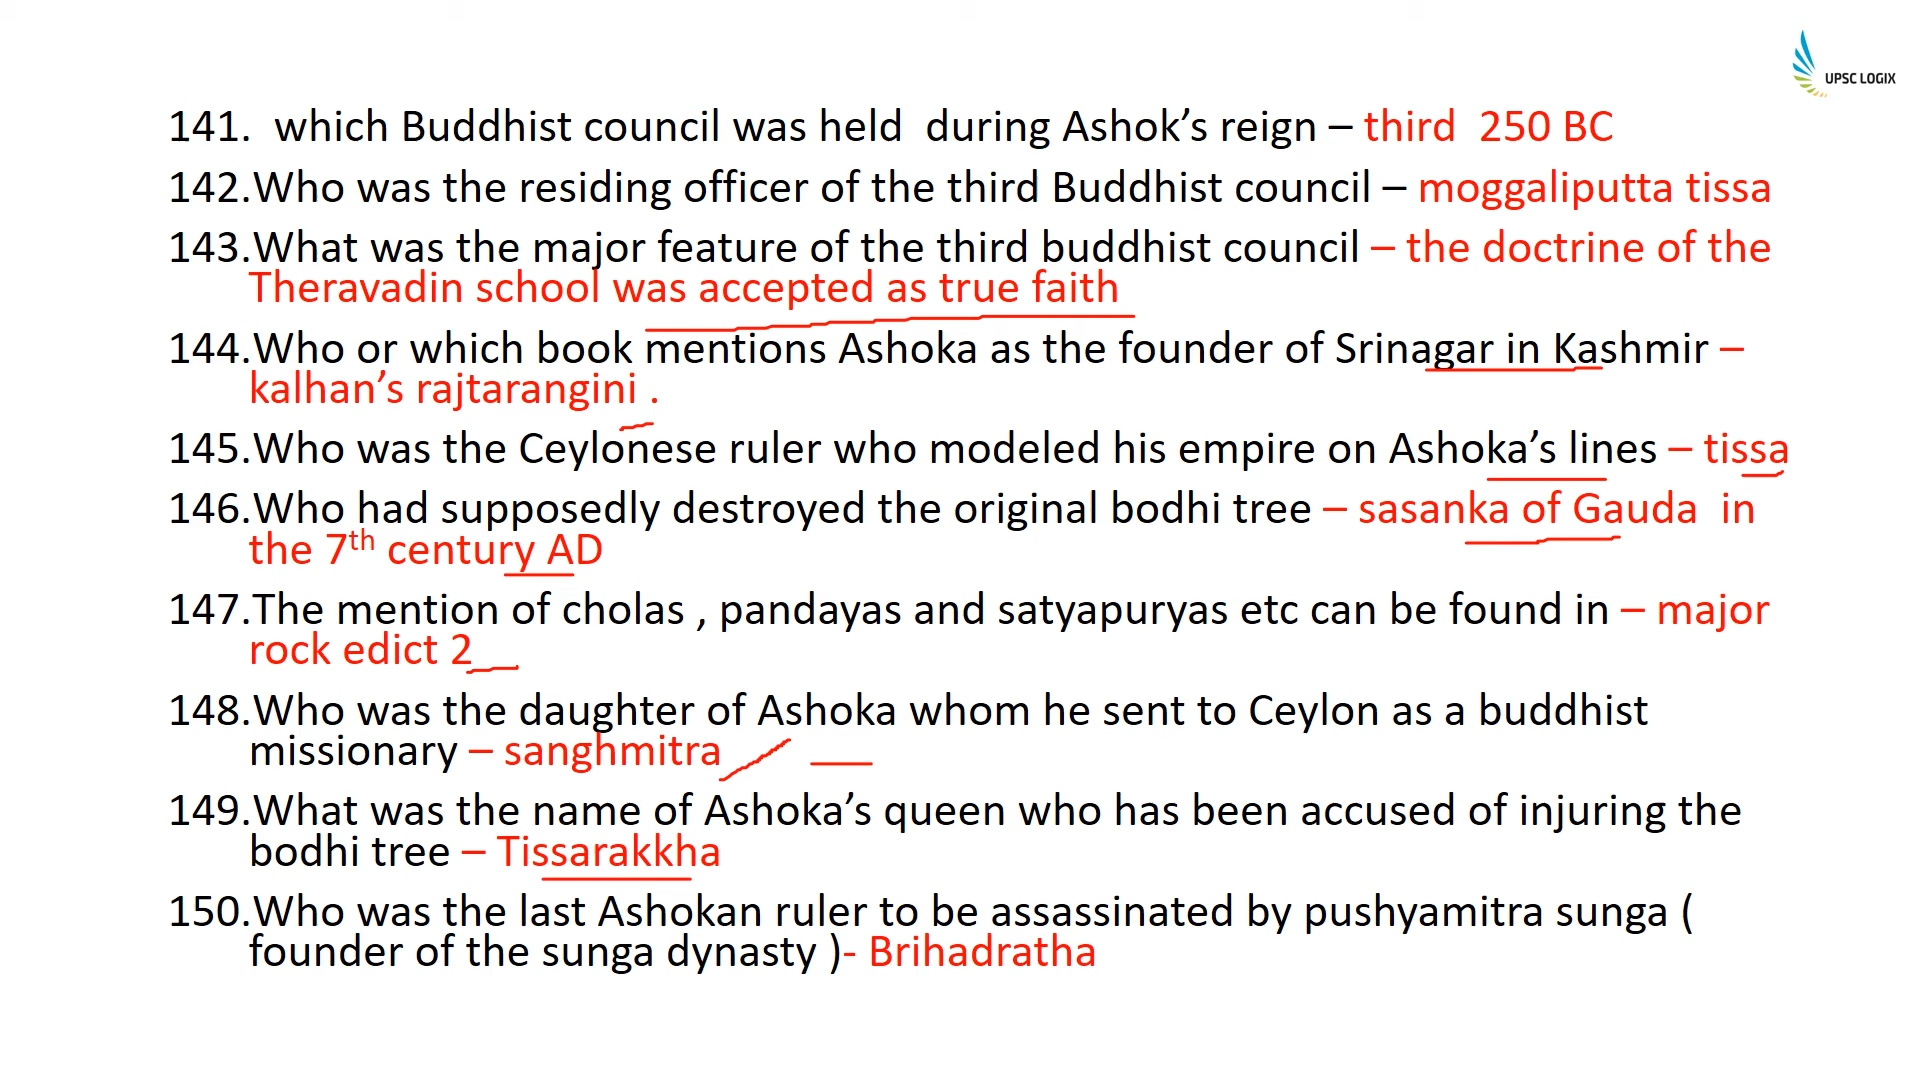 UPSC LOGIX
141. which Buddhist council was held during Ashok’s reign – third 250 BC
142.Who was the residing officer of the third Buddhist council – moggaliputta tissa
143.What was the major feature of the third buddhist council – the doctrine of the
Theravadin school was accepted as true faith
144.Who or which book mentions Ashoka as the founder of Srinagar in Kashmir –
kalhan’s rajtarangini .
145.Who was the Ceylonese ruler who modeled his empire on Ashoka’s lines – tissa
146.Who had supposedly destroyed the original bodhi tree – sasanka of Gauda in
the 7th century AD
147.The mention of cholas , pandayas and satyapuryas etc can be found in – major
rock edict 2
148.Who was the daughter of Ashoka whom he sent to Ceylon as a buddhist
missionary – sanghmitra
149.What was the name of Ashoka’s queen who has been accused of injuring the
bodhi tree – Tissarakkha
150.Who was the last Ashokan ruler to be assassinated by pushyamitra sunga (
founder of the sunga dynasty )- Brihadratha